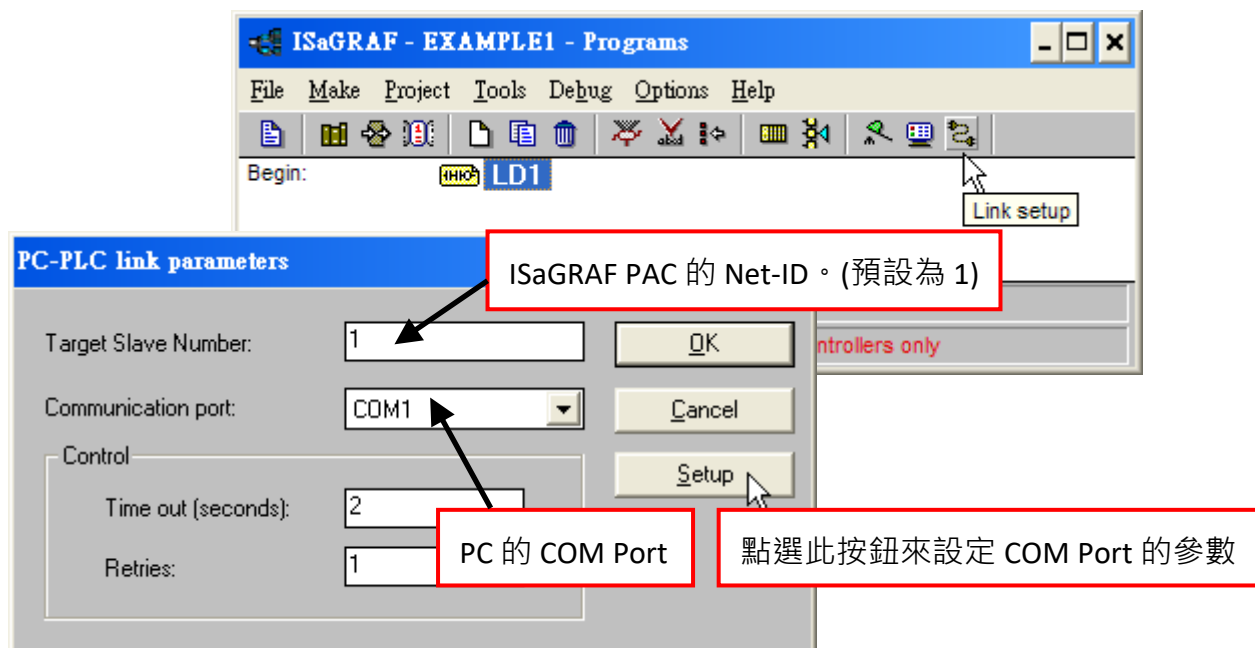 ISaGRAF - EXAMPLE1 - Programs
File Make Project Tools Debug Options Help
Begin: LD1
Link setup
PC-PLC link parameters
ISaGRAF PAC 的 Net-ID。(預設為 1)
Target Slave Number: 1 OK
ntrollers only
Communication port: COM1 Cancel
Control
Setup
Time out (seconds): 2
PC 的 COM Port
點選此按鈕來設定 COM Port 的參數
Retries: 1